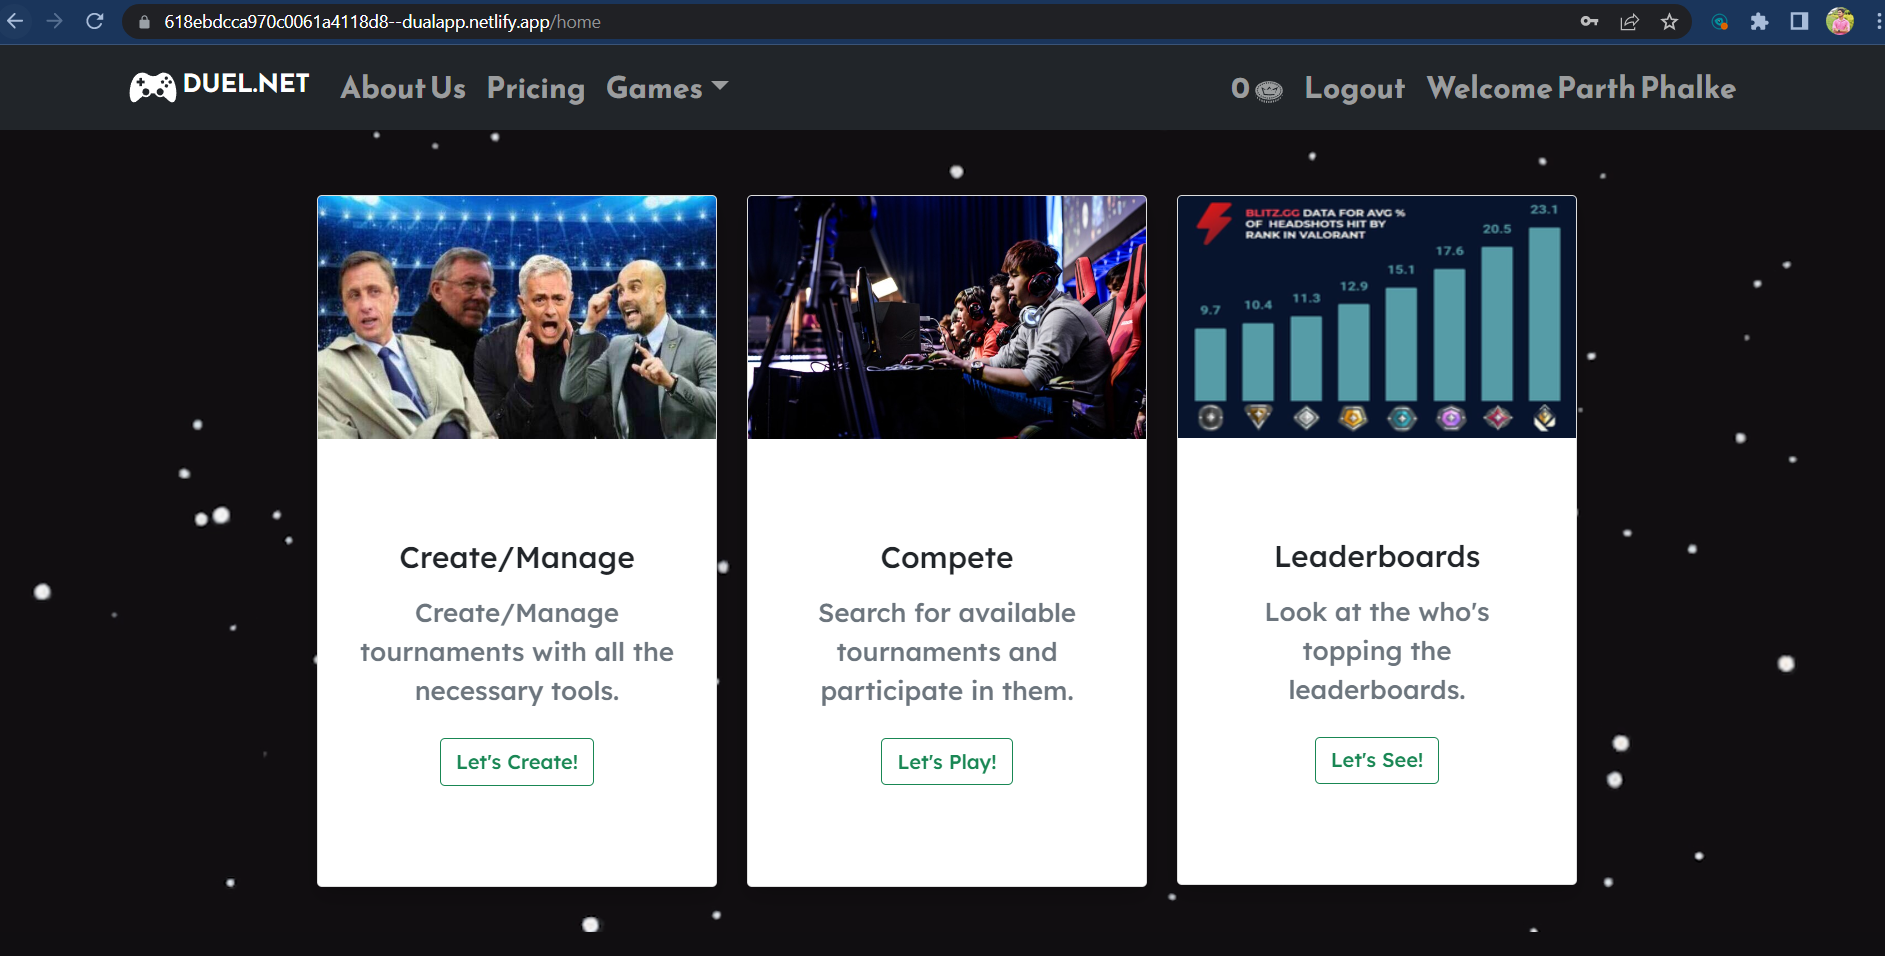 618ebdcca970c0061a4118d8--dualapp.netlify.app/home
DUEL.NET About Us Pricing Games 0 Logout Welcome Parth Phalke
BLITZ.GG DATA FOR AVG %
OF HEADSHOTS HIT BY
RANK IN VALORANT
9.7 10.4 11.3 12.9 15.1 17.6 20.5 23.1
Create/Manage
Create/Manage
tournaments with all the
necessary tools.
Let's Create!
Compete
Search for available
tournaments and
participate in them.
Let's Play!
Leaderboards
Look at the who's
topping the
leaderboards.
Let's See!